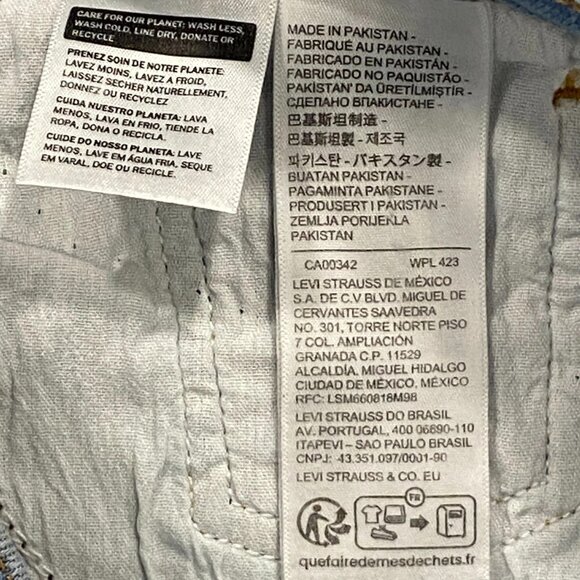 CARE FOR OUR PLANET: WASH LESS,
WASH COLD, LINE DRY, DONATE OR
RECYCLE
PRENEZ SOIN DE NOTRE PLANETE:
LAVEZ MOINS, LAVEZ A FROID,
LAISSEZ SECHER NATURELLEMENT,
DONNEZ OU RECYCLEZ
CUIDA NUESTRO PLANETA: LAVA
MENOS, LAVA EN FRIO, TIENDE LA
ROPA, DONA O RECICLA.
CUIDE DO NOSSO PLANETA: LAVE
MENOS, LAVE EM ÁGUA FRIA, SEQUE
EM VARAL, DOE OU RECICLE.
MADE IN PAKISTAN -
FABRIQUÉ AU PAKISTAN -
FABRICADO EN PAKISTÁN -
FABRICADO NO PAQUISTÃO -
PAKİSTAN'DA ÜRETİLMİŞTİR -
СДЕЛАНО ВПАКИСТАНЕ -
巴基斯坦制造 -
巴基斯坦製 - 제조국
파키스탄 - パキスタン製 -
BUATAN PAKISTAN -
PAGAMINTA PAKISTANE -
PRODUSERT I PAKISTAN -
ZEMLJA PORIJEKLA
PAKISTAN
CA00342 WPL 423
LEVI STRAUSS DE MÉXICO
S.A. DE C.V BLVD. MIGUEL DE
CERVANTES SAAVEDRA
NO. 301, TORRE NORTE PISO
7 COL. AMPLIACIÓN
GRANADA C.P. 11529
ALCALDÍA. MIGUEL HIDALGO
CIUDAD DE MÉXICO, MÉXICO
RFC: LSM660818M98
LEVI STRAUSS DO BRASIL
AV. PORTUGAL, 400 06690-110
ITAPEVI – SAO PAULO BRASIL
CNPJ: 43.351.097/0001-90
LEVI STRAUSS & CO. EU
FR
quefairedemesdechets.fr